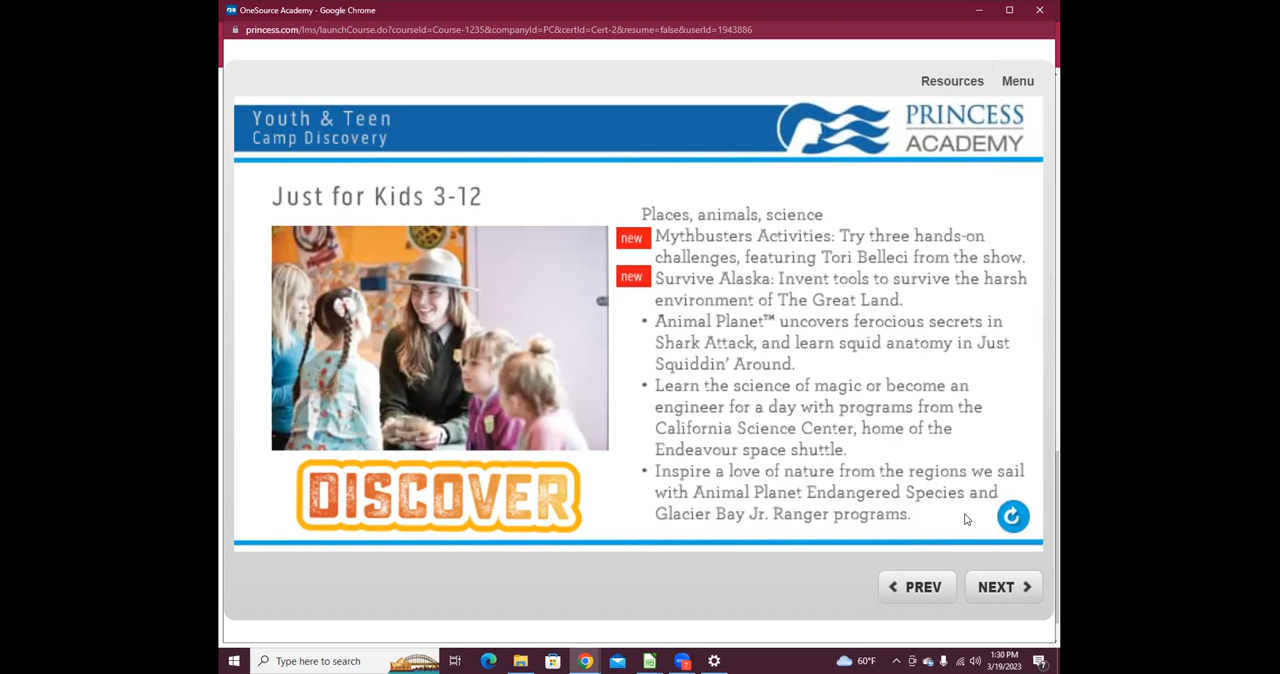 OneSource Academy - Google Chrome
princess.com/lms/launchCourse.do?courseId=Course-1235&companyId=PC&certId=Cert-2&resume=false&userId=1943886
Resources Menu
Youth & Teen
Camp Discovery
PRINCESS
ACADEMY
Just for Kids 3-12
Places, animals, science
new Mythbusters Activities: Try three hands-on
challenges, featuring Tori Belleci from the show.
new Survive Alaska: Invent tools to survive the harsh
environment of The Great Land.
• Animal Planet™ uncovers ferocious secrets in
Shark Attack, and learn squid anatomy in Just
Squiddin' Around.
• Learn the science of magic or become an
engineer for a day with programs from the
California Science Center, home of the
Endeavour space shuttle.
• Inspire a love of nature from the regions we sail
with Animal Planet Endangered Species and
Glacier Bay Jr. Ranger programs.
DISCOVER
PREV NEXT
Type here to search
60°F
1:30 PM
3/19/2023